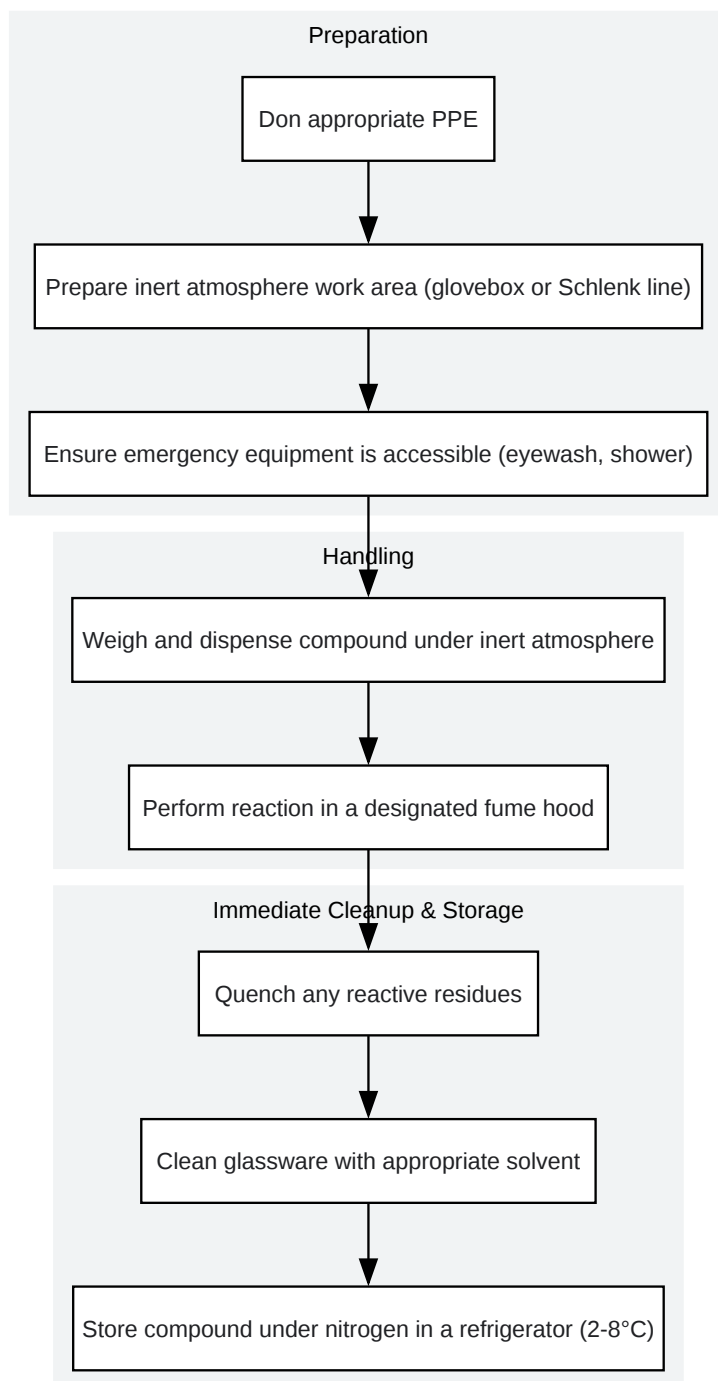 Preparation
Don appropriate PPE
Prepare inert atmosphere work area (glovebox or Schlenk line)
Ensure emergency equipment is accessible (eyewash, shower)
Handling
Weigh and dispense compound under inert atmosphere
Perform reaction in a designated fume hood
Immediate Cleanup & Storage
Quench any reactive residues
Clean glassware with appropriate solvent
Store compound under nitrogen in a refrigerator (2-8°C)